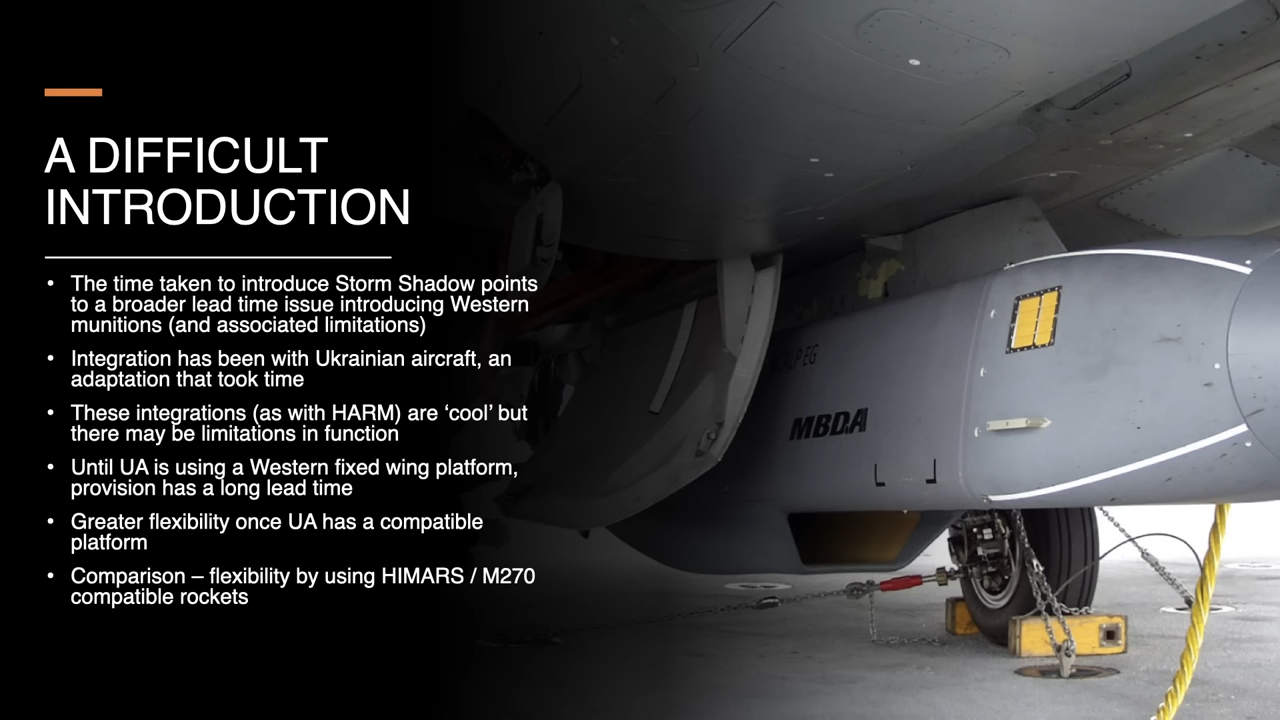 A DIFFICULT
INTRODUCTION
• The time taken to introduce Storm Shadow points
to a broader lead time issue introducing Western
munitions (and associated limitations)
• Integration has been with Ukrainian aircraft, an
adaptation that took time
• These integrations (as with HARM) are ‘cool’ but
there may be limitations in function
• Until UA is using a Western fixed wing platform,
provision has a long lead time
• Greater flexibility once UA has a compatible
platform
• Comparison – flexibility by using HIMARS / M270
compatible rockets
EG
MBDA